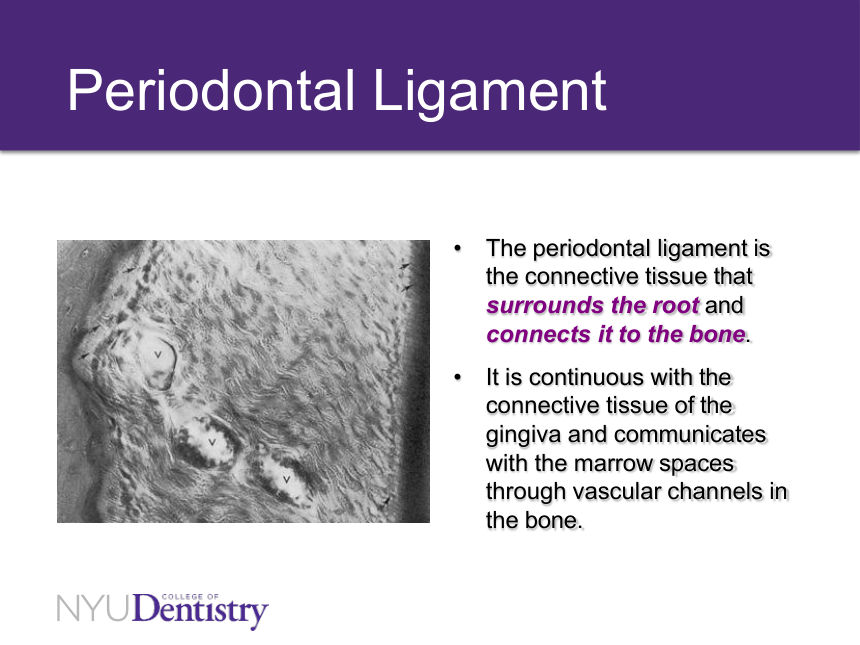 Periodontal Ligament
• The periodontal ligament is
the connective tissue that
surrounds the root and
connects it to the bone.
• It is continuous with the
connective tissue of the
gingiva and communicates
with the marrow spaces
through vascular channels in
the bone.
v
v
v
NYU COLLEGE OF
Dentistry